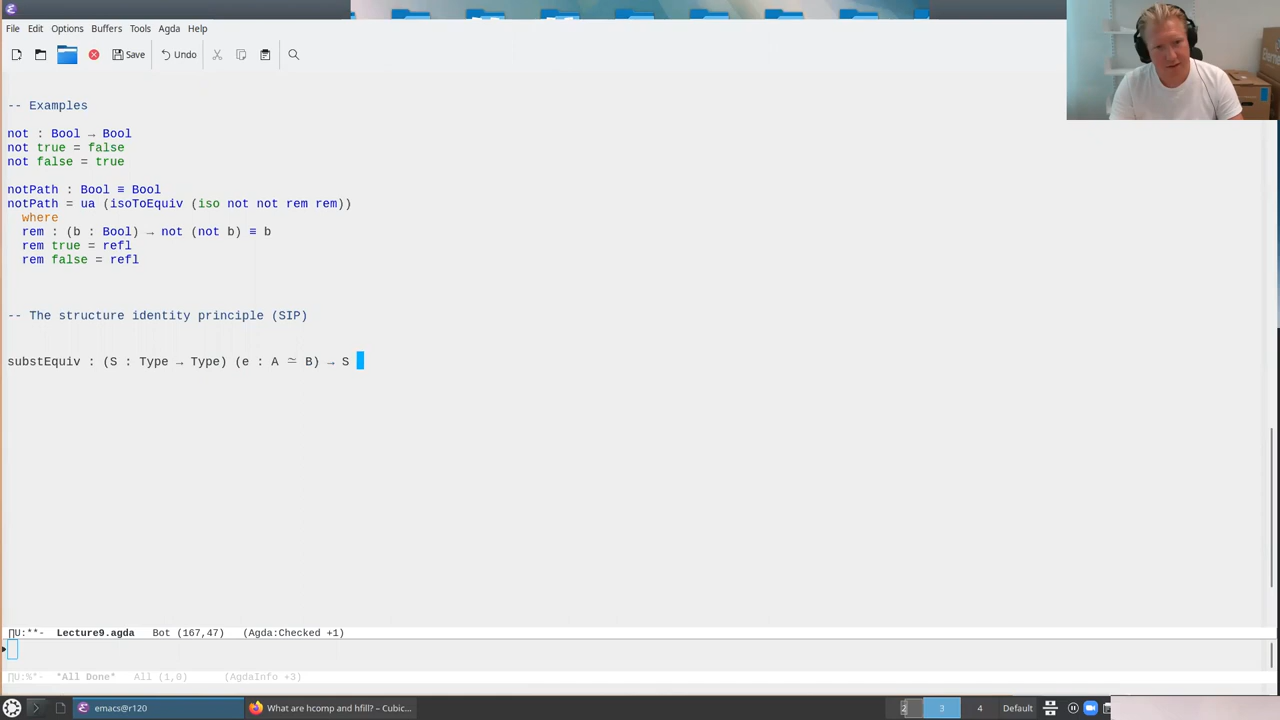 File Edit Options Buffers Tools Agda Help
Save Undo
-- Examples
not : Bool → Bool
not true = false
not false = true
notPath : Bool ≡ Bool
notPath = ua (isoToEquiv (iso not not rem rem))
where
rem : (b : Bool) → not (not b) ≡ b
rem true = refl
rem false = refl
-- The structure identity principle (SIP)
substEquiv : (S : Type → Type) (e : A ≃ B) → S
∏U:**- Lecture9.agda Bot (167,47) (Agda:Checked +1)
∏U:%*- *All Done* All (1,0) (AgdaInfo +3)
emacs@r120 What are hcomp and hfill? – Cubic... 2 3 4 Default